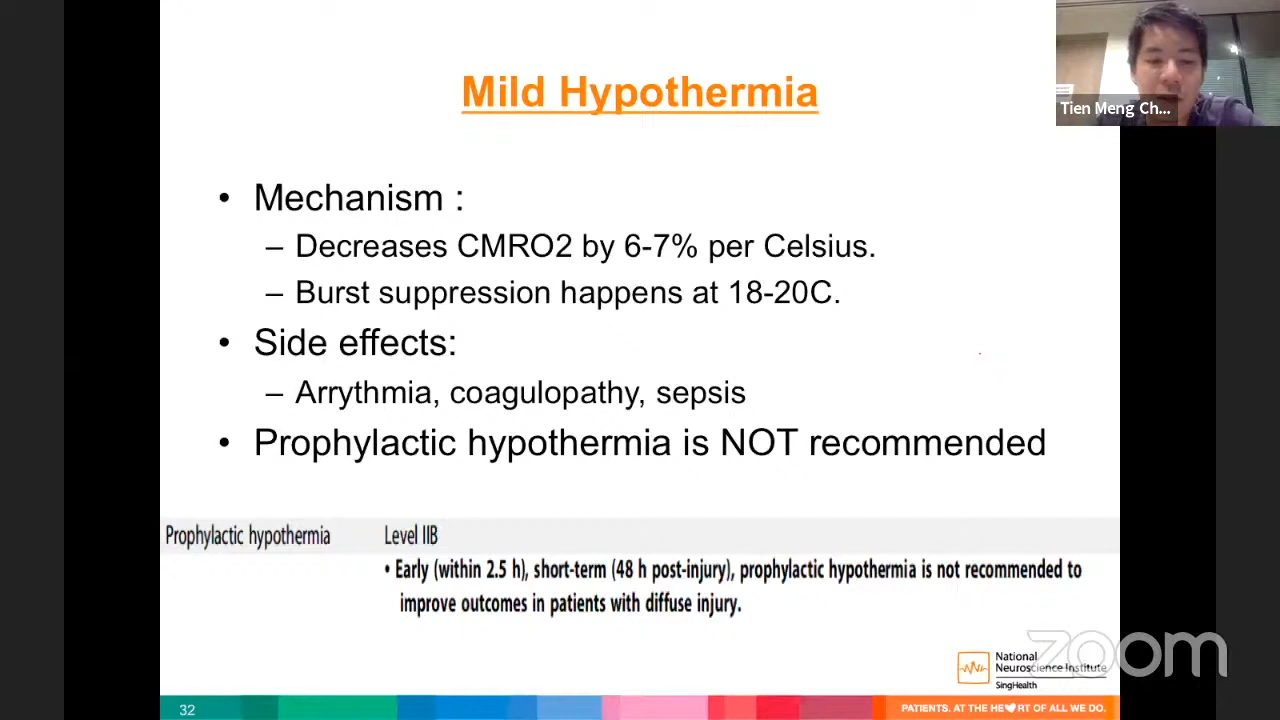 Mild Hypothermia
Tien Meng Ch...
• Mechanism :
– Decreases CMRO2 by 6-7% per Celsius.
– Burst suppression happens at 18-20C.
• Side effects:
– Arrythmia, coagulopathy, sepsis
• Prophylactic hypothermia is NOT recommended
Prophylactic hypothermia Level IIB
• Early (within 2.5 h), short-term (48 h post-injury), prophylactic hypothermia is not recommended to
improve outcomes in patients with diffuse injury.
National
Neuroscience Institute
SingHealth
zoom
32
PATIENTS. AT THE HE♥RT OF ALL WE DO.